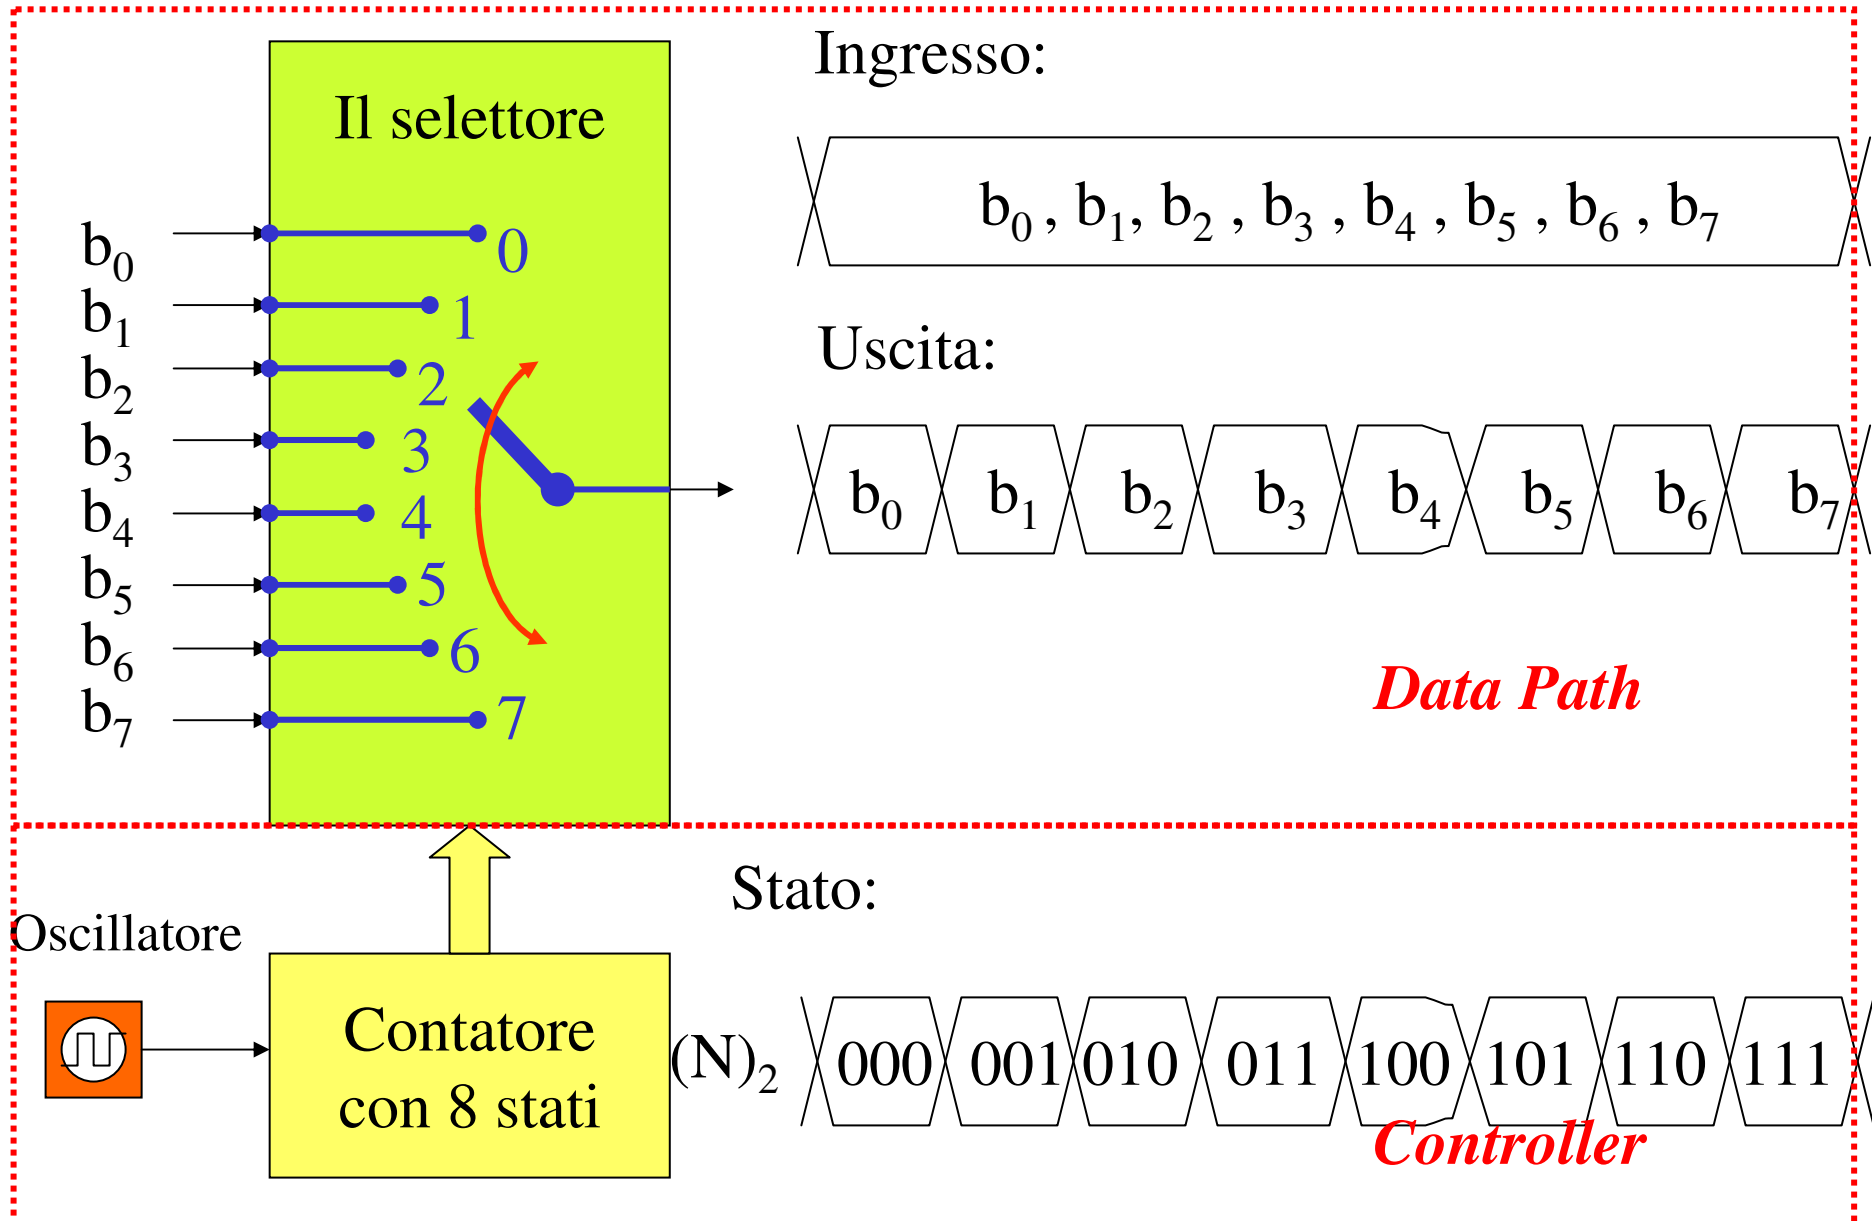 Il selettore
b0
b1
b2
b3
b4
b5
b6
b7
0
1
2
3
4
5
6
7
Ingresso:
b0 , b1, b2 , b3 , b4 , b5 , b6 , b7
Uscita:
b0 b1 b2 b3 b4 b5 b6 b7
Data Path
Oscillatore
Contatore
con 8 stati
Stato:
(N)2 000 001 010 011 100 101 110 111
Controller